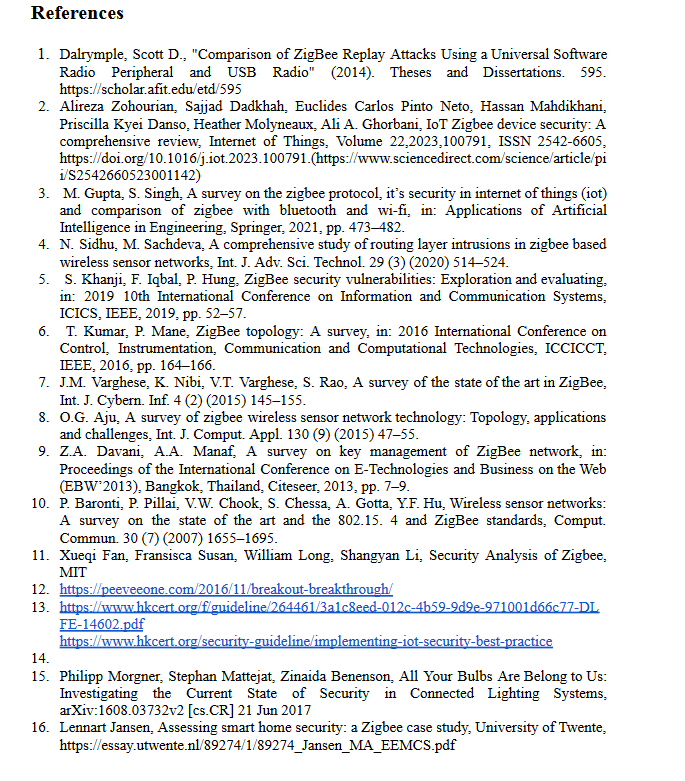 References
1. Dalrymple, Scott D., "Comparison of ZigBee Replay Attacks Using a Universal Software
Radio Peripheral and USB Radio" (2014). Theses and Dissertations. 595.
https://scholar.afit.edu/etd/595
2. Alireza Zohourian, Sajjad Dadkhah, Euclides Carlos Pinto Neto, Hassan Mahdikhani,
Priscilla Kyei Danso, Heather Molyneaux, Ali A. Ghorbani, IoT Zigbee device security: A
comprehensive review, Internet of Things, Volume 22,2023,100791, ISSN 2542-6605,
https://doi.org/10.1016/j.iot.2023.100791.(https://www.sciencedirect.com/science/article/pi
i/S2542660523001142)
3. M. Gupta, S. Singh, A survey on the zigbee protocol, it’s security in internet of things (iot)
and comparison of zigbee with bluetooth and wi-fi, in: Applications of Artificial
Intelligence in Engineering, Springer, 2021, pp. 473–482.
4. N. Sidhu, M. Sachdeva, A comprehensive study of routing layer intrusions in zigbee based
wireless sensor networks, Int. J. Adv. Sci. Technol. 29 (3) (2020) 514–524.
5. S. Khanji, F. Iqbal, P. Hung, ZigBee security vulnerabilities: Exploration and evaluating,
in: 2019 10th International Conference on Information and Communication Systems,
ICICS, IEEE, 2019, pp. 52–57.
6. T. Kumar, P. Mane, ZigBee topology: A survey, in: 2016 International Conference on
Control, Instrumentation, Communication and Computational Technologies, ICCICCT,
IEEE, 2016, pp. 164–166.
7. J.M. Varghese, K. Nibi, V.T. Varghese, S. Rao, A survey of the state of the art in ZigBee,
Int. J. Cybern. Inf. 4 (2) (2015) 145–155.
8. O.G. Aju, A survey of zigbee wireless sensor network technology: Topology, applications
and challenges, Int. J. Comput. Appl. 130 (9) (2015) 47–55.
9. Z.A. Davani, A.A. Manaf, A survey on key management of ZigBee network, in:
Proceedings of the International Conference on E-Technologies and Business on the Web
(EBW’2013), Bangkok, Thailand, Citeseer, 2013, pp. 7–9.
10. P. Baronti, P. Pillai, V.W. Chook, S. Chessa, A. Gotta, Y.F. Hu, Wireless sensor networks:
A survey on the state of the art and the 802.15. 4 and ZigBee standards, Comput.
Commun. 30 (7) (2007) 1655–1695.
11. Xueqi Fan, Fransisca Susan, William Long, Shangyan Li, Security Analysis of Zigbee,
MIT
12. https://peeveeone.com/2016/11/breakout-breakthrough/
13. https://www.hkcert.org/f/guideline/264461/3a1c8eed-012c-4b59-9d9e-971001d66c77-DL
FE-14602.pdf
https://www.hkcert.org/security-guideline/implementing-iot-security-best-practice
14.
15. Philipp Morgner, Stephan Mattejat, Zinaida Benenson, All Your Bulbs Are Belong to Us:
Investigating the Current State of Security in Connected Lighting Systems,
arXiv:1608.03732v2 [cs.CR] 21 Jun 2017
16. Lennart Jansen, Assessing smart home security: a Zigbee case study, University of Twente,
https://essay.utwente.nl/89274/1/89274_Jansen_MA_EEMCS.pdf